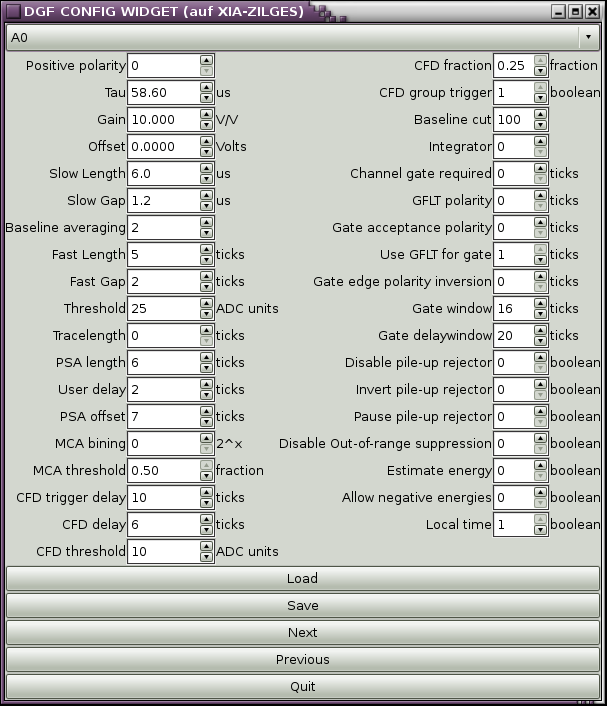 DGF CONFIG WIDGET (auf XIA-ZILGES)
A0
Positive polarity 0 CFD fraction 0.25 fraction
Tau 58.60 us CFD group trigger 1 boolean
Gain 10.000 V/V Baseline cut 100
Offset 0.0000 Volts Integrator 0
Slow Length 6.0 us Channel gate required 0 ticks
Slow Gap 1.2 us GFLT polarity 0 ticks
Baseline averaging 2 Gate acceptance polarity 0 ticks
Fast Length 5 ticks Use GFLT for gate 1 ticks
Fast Gap 2 ticks Gate edge polarity inversion 0 ticks
Threshold 25 ADC units Gate window 16 ticks
Tracelength 0 ticks Gate delaywindow 20 ticks
PSA length 6 ticks Disable pile-up rejector 0 boolean
User delay 2 ticks Invert pile-up rejector 0 boolean
PSA offset 7 ticks Pause pile-up rejector 0 boolean
MCA bining 0 2^x Disable Out-of-range suppression 0 boolean
MCA threshold 0.50 fraction Estimate energy 0 boolean
CFD trigger delay 10 ticks Allow negative energies 0 boolean
CFD delay 6 ticks Local time 1 boolean
CFD threshold 10 ADC units
Load
Save
Next
Previous
Quit